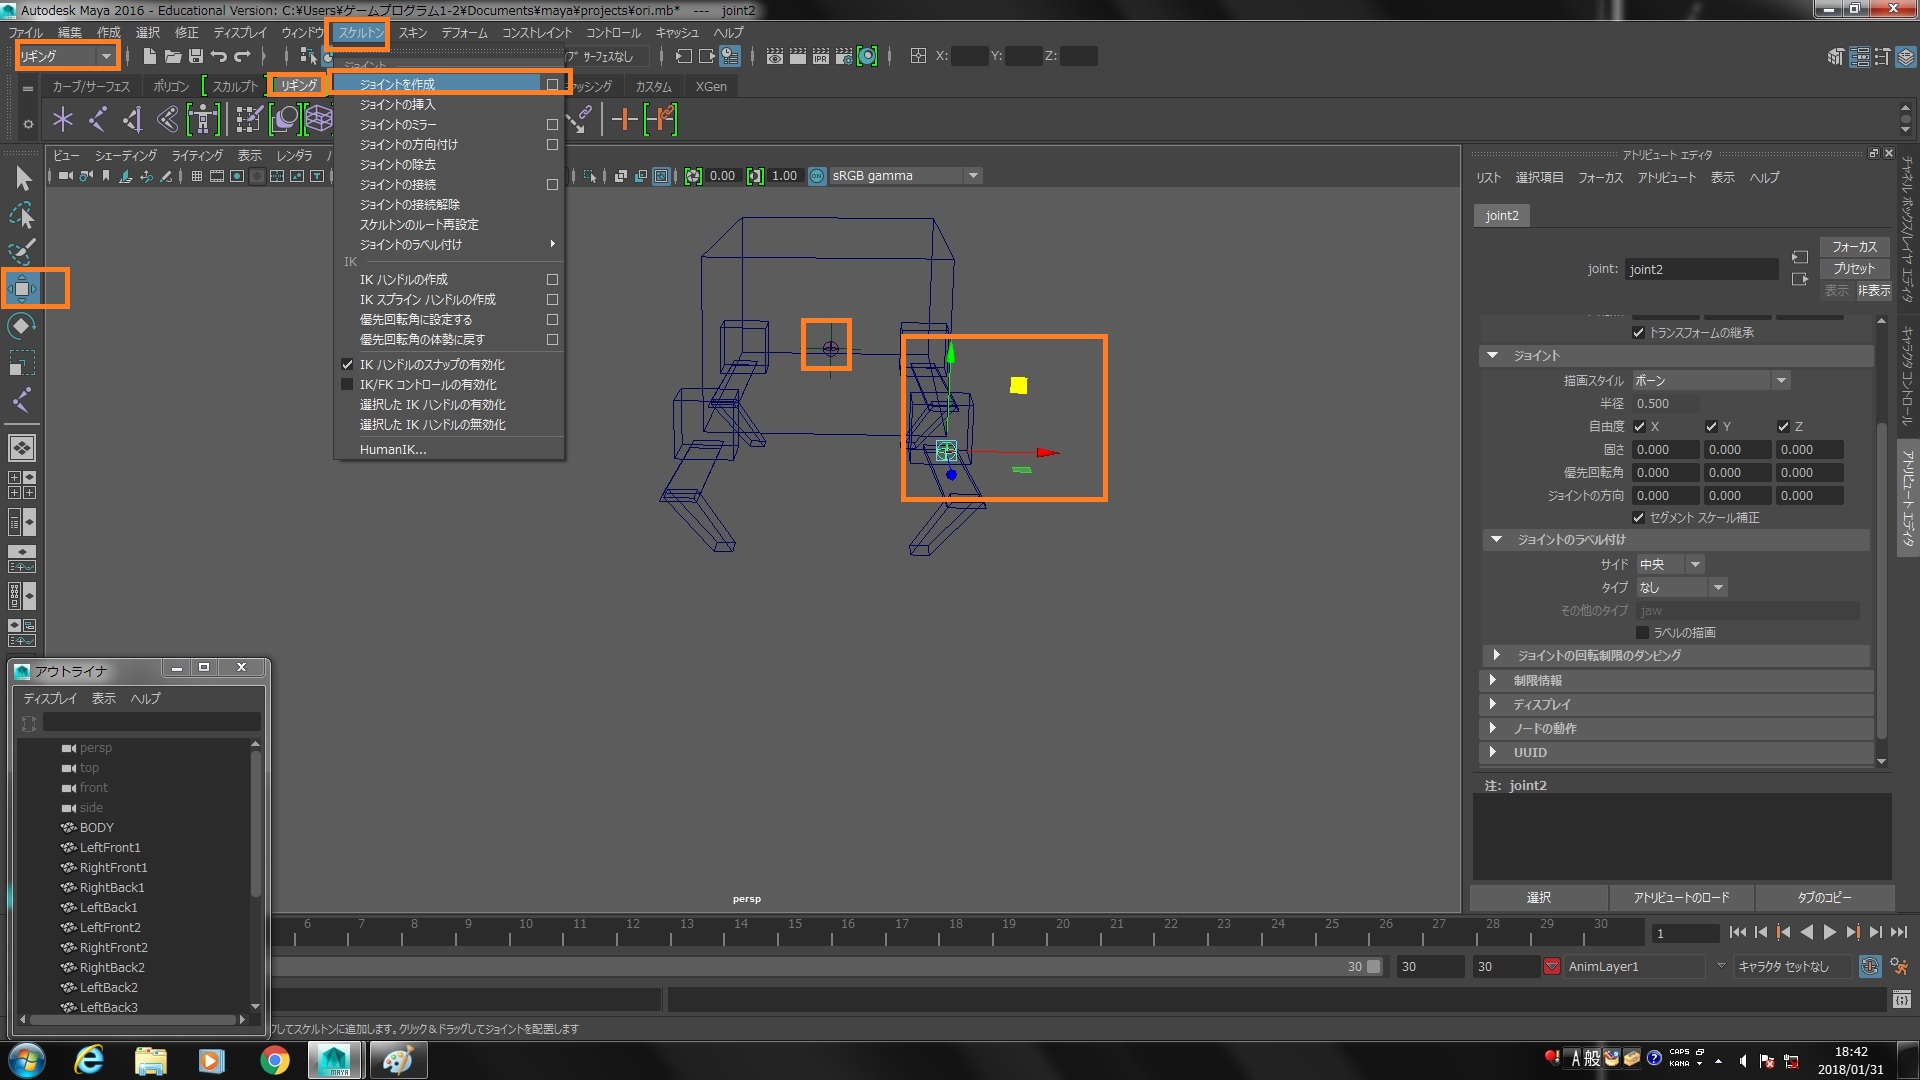 Autodesk Maya 2016 - Educational Version: C:¥Users¥ゲームプログラム1-2¥Documents¥maya¥projects¥ori.mb* --- joint2
ファイル 編集 作成 選択 修正 ディスプレイ ウィンドウ スケルトン スキン デフォーム コンストレイント コントロール キャッシュ ヘルプ
リギング
サーフェスなし X: Y: Z:
カーブ/サーフェス ポリゴン スカルプト リギング カスタム XGen
ジョイント
ジョイントを作成
ジョイントの挿入
ジョイントのミラー
ジョイントの方向付け
ジョイントの除去
ジョイントの接続
ジョイントの接続解除
スケルトンのルート再設定
ジョイントのラベル付け
IK
IK ハンドルの作成
IK スプライン ハンドルの作成
優先回転角に設定する
優先回転角の体勢に戻す
IK ハンドルのスナップの有効化
IK/FK コントロールの有効化
選択した IK ハンドルの有効化
選択した IK ハンドルの無効化
HumanIK...
ビュー シェーディング ライティング 表示 レンダラ
0.00 1.00 ON sRGB gamma
persp
アトリビュート エディタ
リスト 選択項目 フォーカス アトリビュート 表示 ヘルプ
joint2
joint: joint2
フォーカス
プリセット
表示 非表示
トランスフォームの継承
ジョイント
描画スタイル ボーン
半径 0.500
自由度 X Y Z
固さ 0.000 0.000 0.000
優先回転角 0.000 0.000 0.000
ジョイントの方向 0.000 0.000 0.000
セグメント スケール補正
ジョイントのラベル付け
サイド 中央
タイプ なし
その他のタイプ jaw
ラベルの描画
ジョイントの回転制限のダンピング
制限情報
ディスプレイ
ノードの動作
UUID
注: joint2
選択 アトリビュートのロード タブのコピー
チャネル ボックス/レイヤ エディタ
キャラクタ コントロール
アトリビュート エディタ
アウトライナ
ディスプレイ 表示 ヘルプ
persp
top
front
side
BODY
LeftFront1
RightFront1
RightBack1
LeftBack1
LeftFront2
RightFront2
RightBack2
LeftBack2
LeftBack3
6 7 8 9 10 11 12 13 14 15 16 17 18 19 20 21 22 23 24 25 26 27 28 29 30
1
30 30 30 AnimLayer1 キャラクタ セットなし
してスケルトンに追加します。クリック＆ドラッグしてジョイントを配置します
MAYA
A 般 CAPS KANA
18:42
2018/01/31